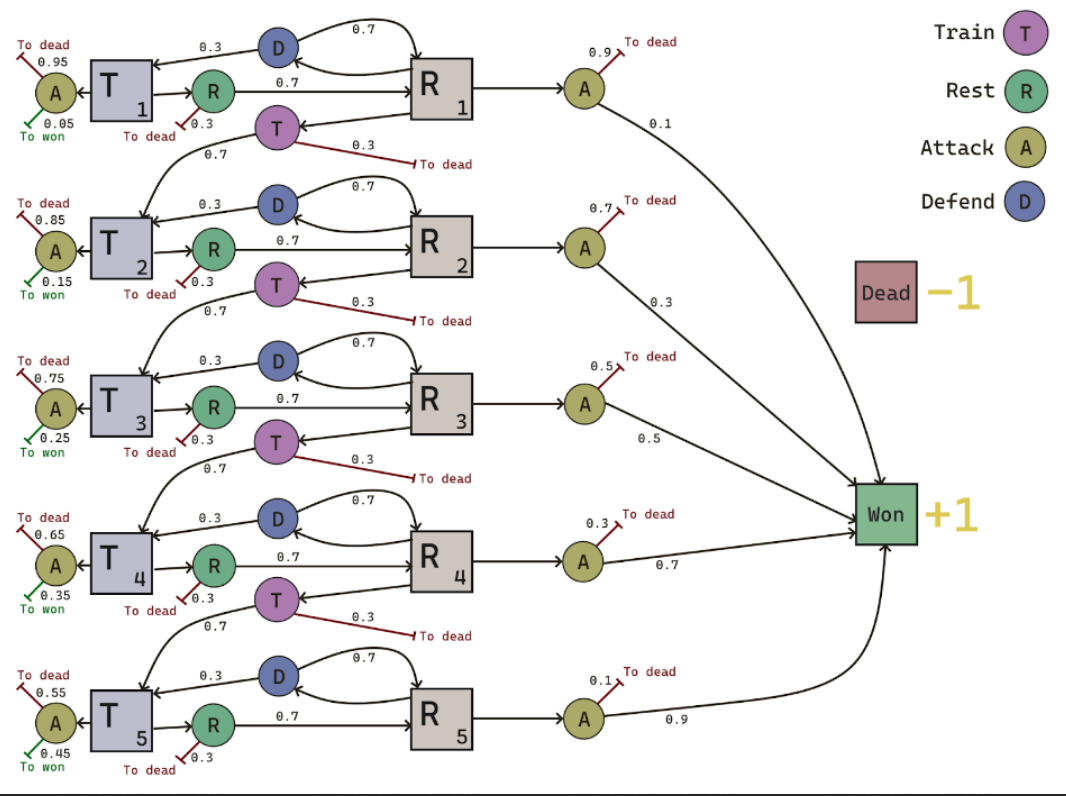 To dead
0.95
A
0.05
To won
T
1
R
0.3
To dead
0.3
D
0.7
0.7
R
1
T
0.3
To dead
0.7
A
0.9
To dead
0.1
Train T
Rest R
Attack A
Defend D
To dead
0.85
A
0.15
To won
T
2
R
0.3
To dead
0.3
D
0.7
0.7
R
2
T
0.3
To dead
0.7
A
0.7
To dead
0.3
Dead -1
To dead
0.75
A
0.25
To won
T
3
R
0.3
To dead
0.3
D
0.7
0.7
R
3
T
0.3
To dead
0.7
A
0.5
To dead
0.5
To dead
0.65
A
0.35
To won
T
4
R
0.3
To dead
0.3
D
0.7
0.7
R
4
T
0.3
To dead
0.7
A
0.3
To dead
0.7
Won +1
To dead
0.55
A
0.45
To won
T
5
R
0.3
To dead
0.3
D
0.7
0.7
R
5
A
0.1
To dead
0.9